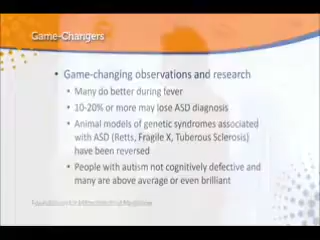 Game-Changers
• Game-changing observations and research
• Many do better during fever
• 10-20% or more may lose ASD diagnosis
• Animal models of genetic syndromes associated
with ASD (Retts, Fragile X, Tuberous Sclerosis)
have been reversed
• People with autism not cognitively defective and
many are above average or even brilliant